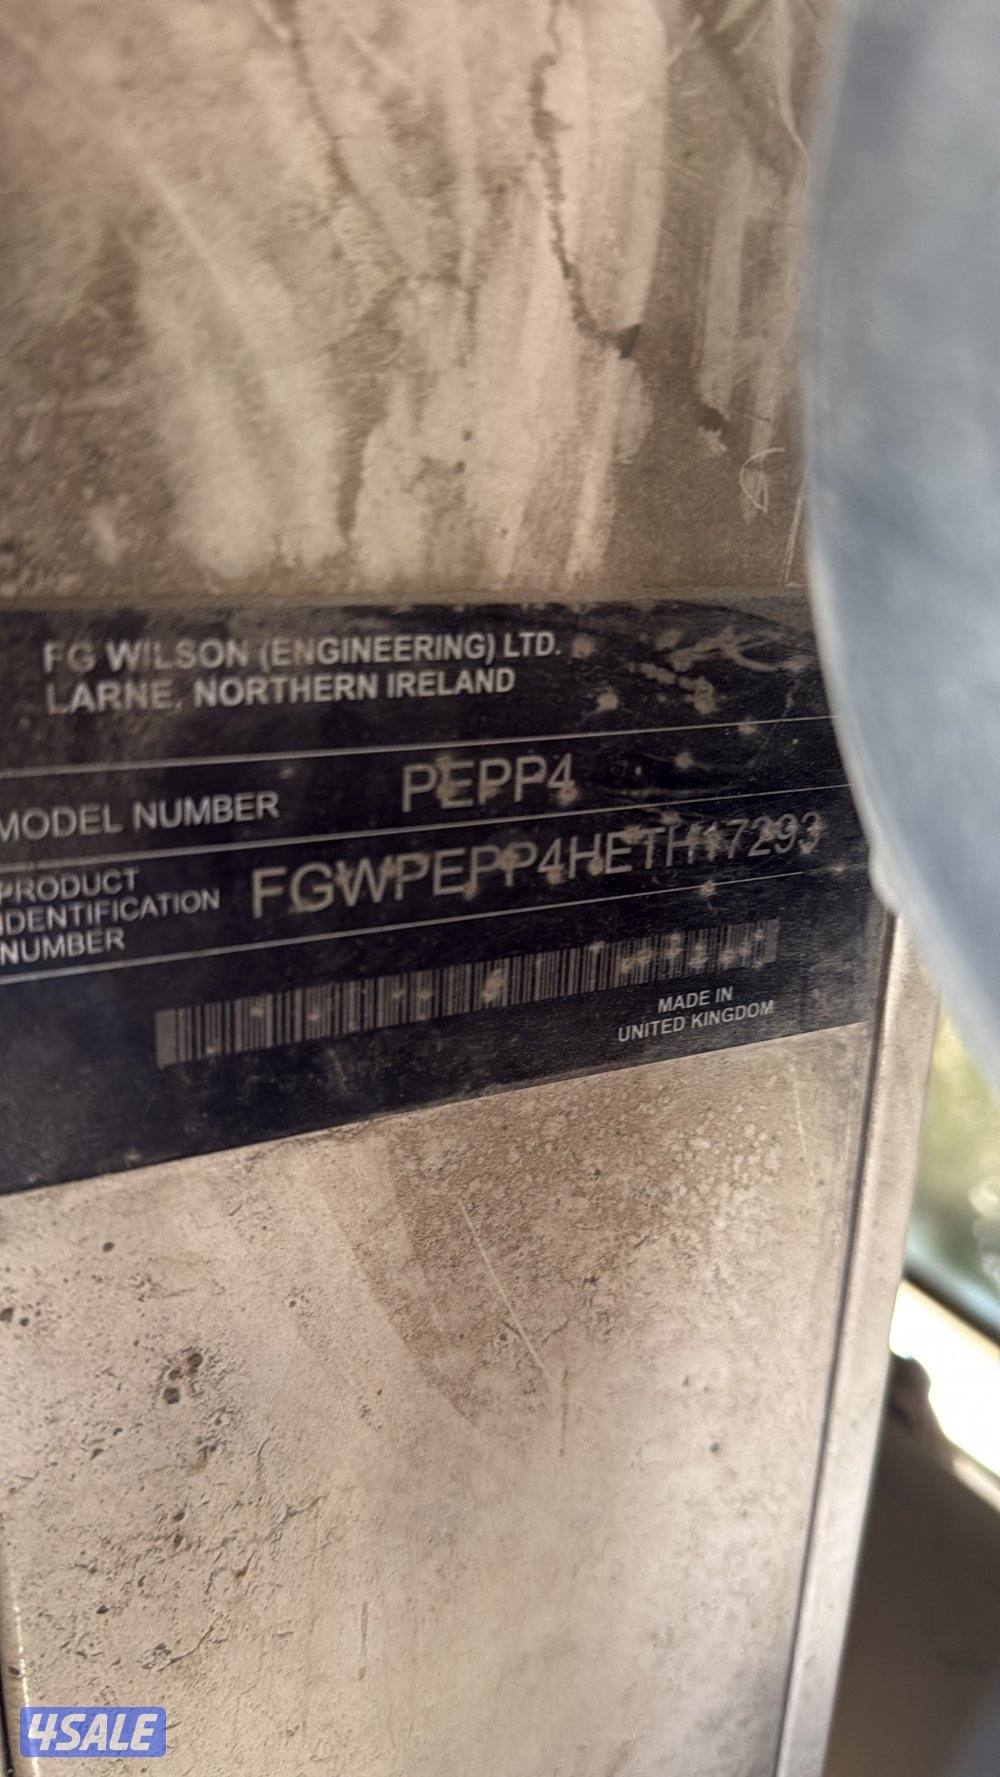 FG WILSON (ENGINEERING) LTD.
LARNE, NORTHERN IRELAND
MODEL NUMBER PEPP4
PRODUCT IDENTIFICATION NUMBER FGWPEPP4HETH17293
MADE IN
UNITED KINGDOM
4SALE